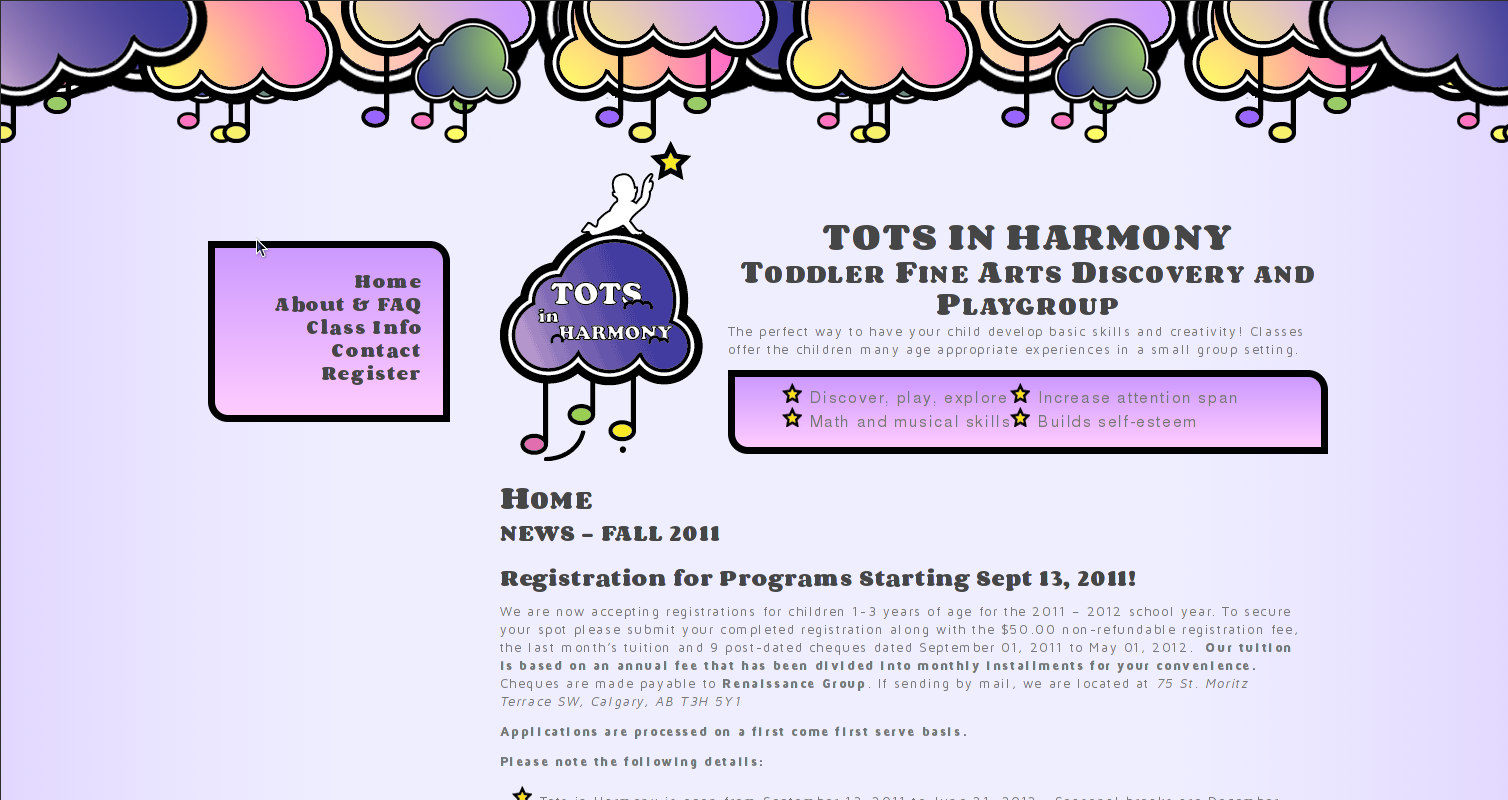 Home
About & FAQ
Class Info
Contact
Register
TOTS
in
HARMONY
TOTS IN HARMONY
Toddler Fine Arts Discovery and
Playgroup
The perfect way to have your child develop basic skills and creativity! Classes
offer the children many age appropriate experiences in a small group setting.
Discover, play, explore Increase attention span
Math and musical skills Builds self-esteem
Home
NEWS – FALL 2011
Registration for Programs Starting Sept 13, 2011!
We are now accepting registrations for children 1-3 years of age for the 2011 – 2012 school year. To secure
your spot please submit your completed registration along with the $50.00 non-refundable registration fee,
the last month's tuition and 9 post-dated cheques dated September 01, 2011 to May 01, 2012. Our tuition
is based on an annual fee that has been divided into monthly installments for your convenience.
Cheques are made payable to Renaissance Group. If sending by mail, we are located at 75 St. Moritz
Terrace SW, Calgary, AB T3H 5Y1
Applications are processed on a first come first serve basis.
Please note the following details: